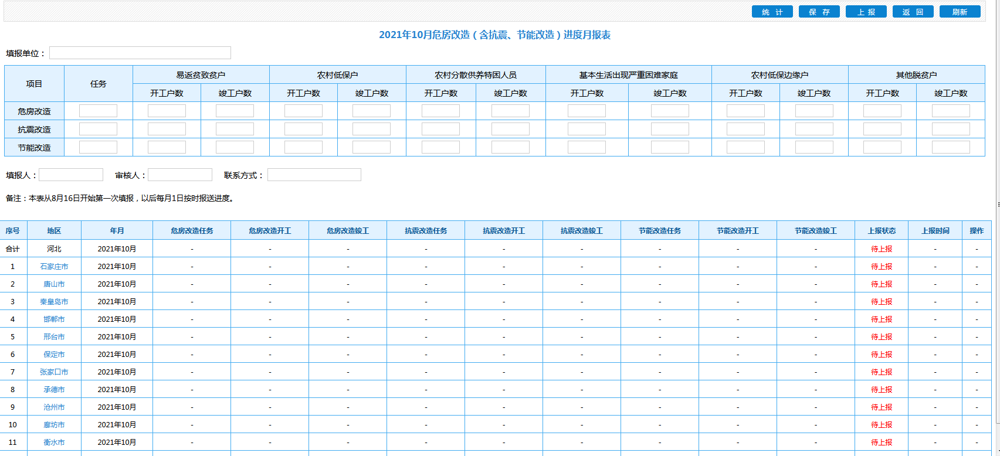 统 计 保 存 上 报 返 回 刷新
2021年10月危房改造（含抗震、节能改造）进度月报表
填报单位：
项目 任务 易返贫致贫户 农村低保户 农村分散供养特困人员 基本生活出现严重困难家庭 农村低保边缘户 其他脱贫户
开工户数 竣工户数 开工户数 竣工户数 开工户数 竣工户数 开工户数 竣工户数 开工户数 竣工户数 开工户数 竣工户数
危房改造
抗震改造
节能改造
填报人： 审核人： 联系方式：
备注：本表从8月16日开始第一次填报，以后每月1日按时报送进度。
序号 地区 年月 危房改造任务 危房改造开工 危房改造竣工 抗震改造任务 抗震改造开工 抗震改造竣工 节能改造任务 节能改造开工 节能改造竣工 上报状态 上报时间 操作
合计 河北 2021年10月 - - - - - - - - - 待上报 - -
1 石家庄市 2021年10月 - - - - - - - - - 待上报 - -
2 唐山市 2021年10月 - - - - - - - - - 待上报 - -
3 秦皇岛市 2021年10月 - - - - - - - - - 待上报 - -
4 邯郸市 2021年10月 - - - - - - - - - 待上报 - -
5 邢台市 2021年10月 - - - - - - - - - 待上报 - -
6 保定市 2021年10月 - - - - - - - - - 待上报 - -
7 张家口市 2021年10月 - - - - - - - - - 待上报 - -
8 承德市 2021年10月 - - - - - - - - - 待上报 - -
9 沧州市 2021年10月 - - - - - - - - - 待上报 - -
10 廊坊市 2021年10月 - - - - - - - - - 待上报 - -
11 衡水市 2021年10月 - - - - - - - - - 待上报 - -